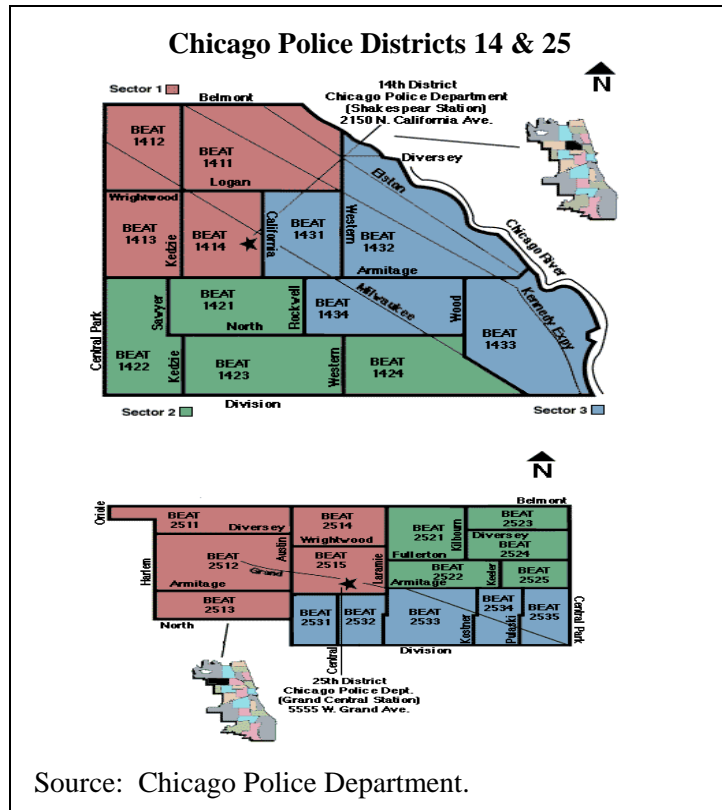 Chicago Police Districts 14 & 25
N
Sector 1
Belmont
14th District
Chicago Police Department
(Shakespear Station)
2150 N. California Ave.
BEAT
1412
BEAT
1411
Diversey
Logan
Elston
Wrightwood
BEAT
1413
Kedzie
BEAT
1414
California
BEAT
1431
Western
BEAT
1432
Chicago River
Armitage
Central Park
Sawyer
BEAT
1421
North
Rockwell
BEAT
1434
Milwaukee
Wood
BEAT
1433
Kennedy Expy
BEAT
1422
Kedzie
BEAT
1423
Western
BEAT
1424
Division
Sector 2
Sector 3
N
Belmont
Oriole
BEAT
2511
Diversey
Austin
BEAT
2514
Wrightwood
BEAT
2521
Kilbourn
BEAT
2523
Diversey
BEAT
2524
Fullerton
Harlem
BEAT
2512
Grand
Armitage
BEAT
2515
Laramie
Armitage
BEAT
2522
Keeler
BEAT
2525
BEAT
2513
North
BEAT
2531
BEAT
2532
BEAT
2533
Kostner
BEAT
2534
Pulaski
BEAT
2535
Central Park
Central
Division
25th District
Chicago Police Dept.
(Grand Central Station)
5555 W. Grand Ave.
Source: Chicago Police Department.